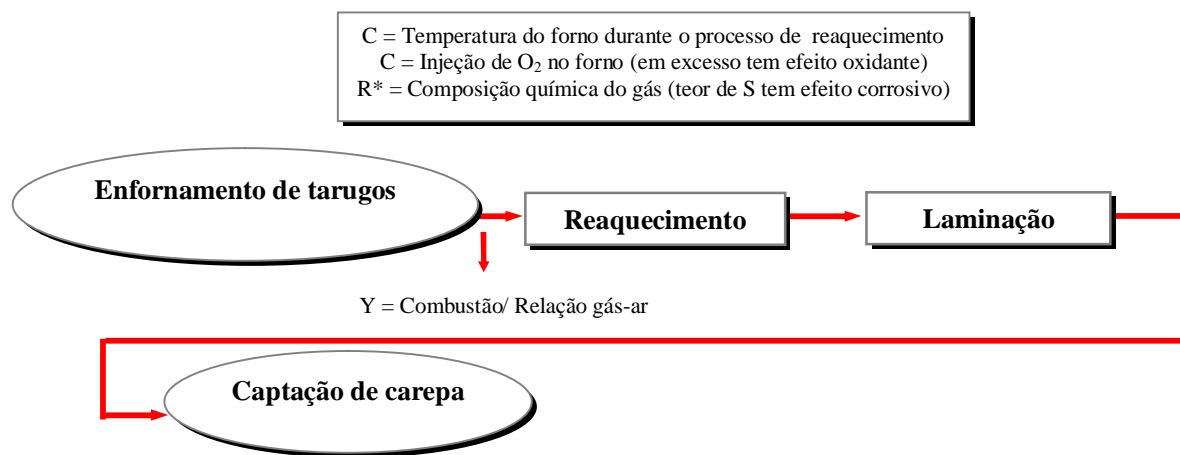 C = Temperatura do forno durante o processo de reaquecimento
C = Injeção de O₂ no forno (em excesso tem efeito oxidante)
R* = Composição química do gás (teor de S tem efeito corrosivo)
Enfornamento de tarugos
Reaquecimento
Laminação
Y = Combustão/ Relação gás-ar
Captação de carepa